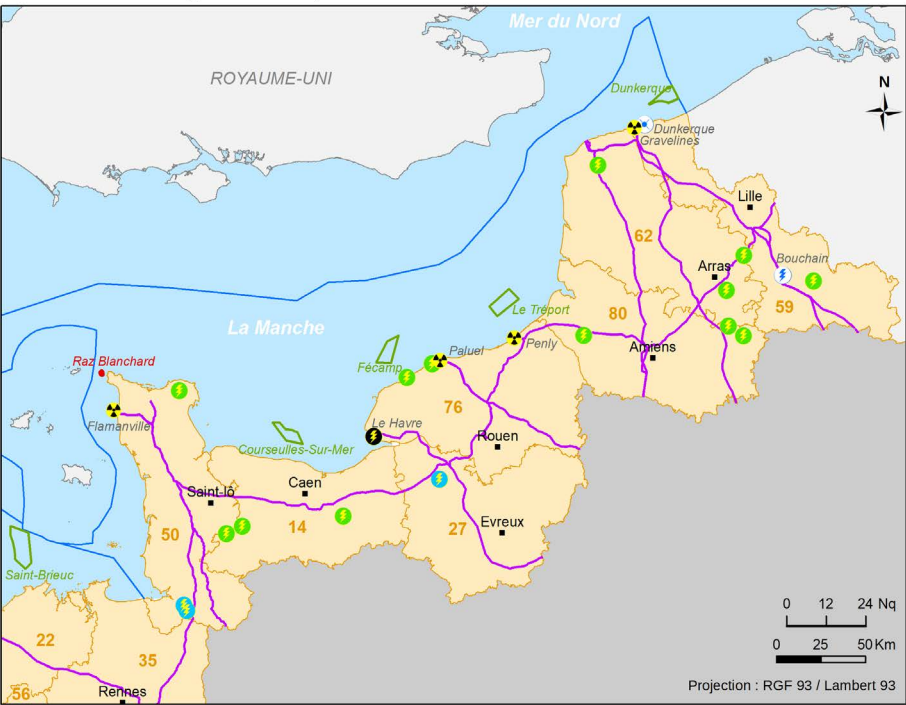 Mer du Nord
ROYAUME-UNI
N
Dunkerque
Dunkerque
Gravelines
Lille
62
Bouchain
Arras
59
Le Tréport
80
La Manche
Penly
Amiens
Paluel
Raz Blanchard
Fécamp
76
Flamanville
Le Havre
Rouen
Courseulles-Sur-Mer
Caen
Saint-lô
14
27
Evreux
50
Saint-Brieuc
0 12 24 Nq
22
0 25 50 Km
35
Projection : RGF 93 / Lambert 93
56
Rennes